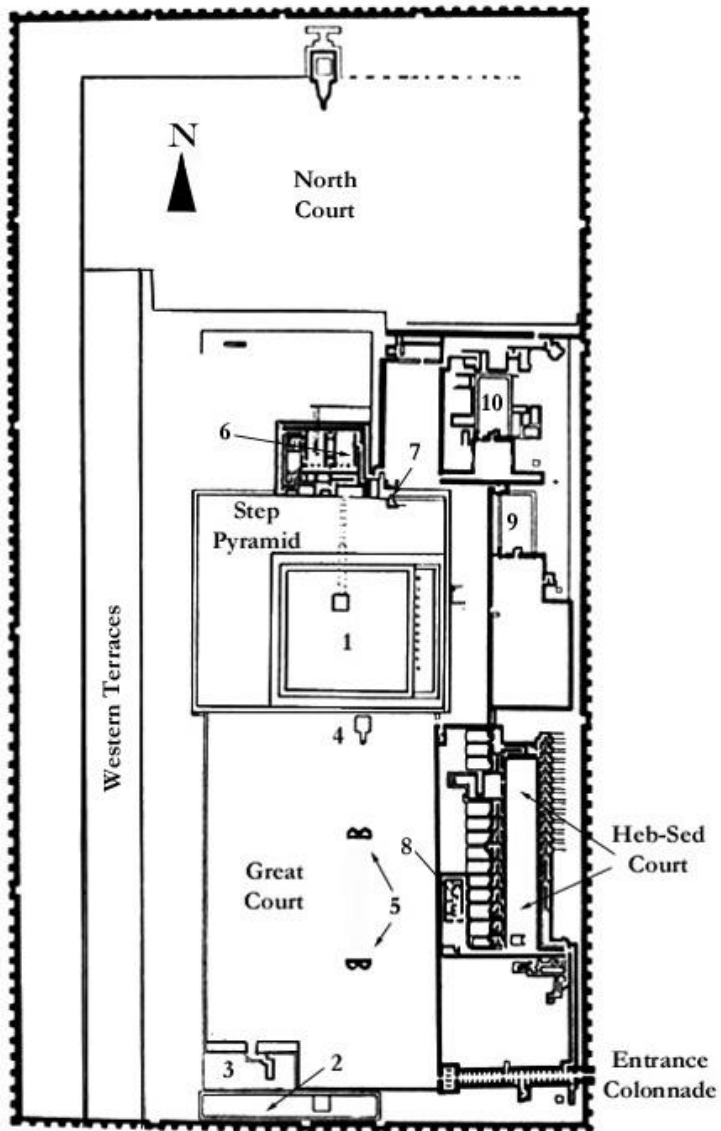 N
North
Court
10
6
7
Step
Pyramid
9
1
Western Terraces
4
Heb-Sed
Court
8
Great
Court
5
3
2
Entrance
Colonnade